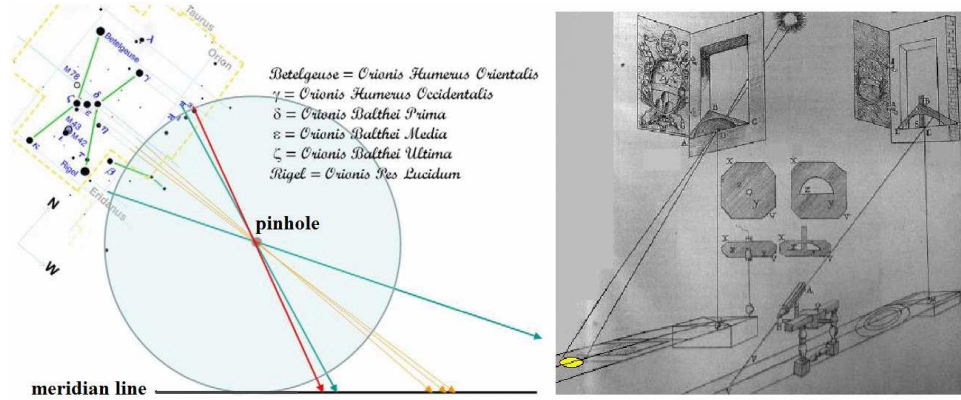 Taurus
Orion
Betelgeuse
λ
γ
M78
ζ
ε
δ
M43
M42
η
ι
τ
κ
Rigel
β
Eridanus
N
W
Betelgeuse = Orionis Humerus Orientalis
γ = Orionis Humerus Occidentalis
δ = Orionis Balthei Prima
ε = Orionis Balthei Media
ζ = Orionis Balthei Ultima
Rigel = Orionis Pes Lucidum
pinhole
meridian line
B
A
D
C
X
X
Z
Z
Y
Y
V
V
X
X
A